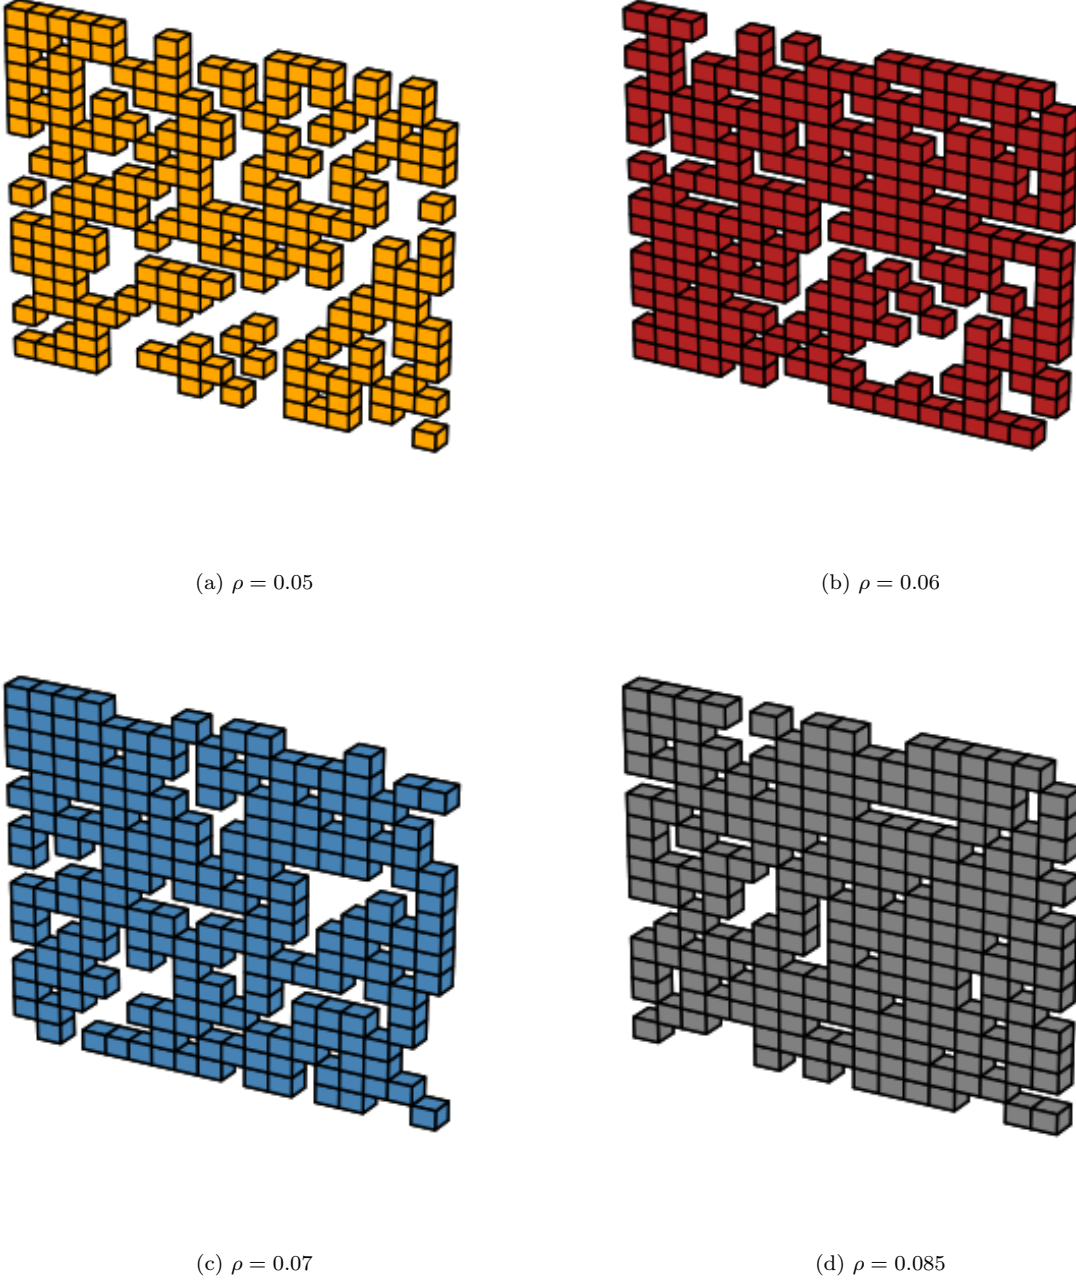 (a) ρ = 0.05
(b) ρ = 0.06
(c) ρ = 0.07
(d) ρ = 0.085